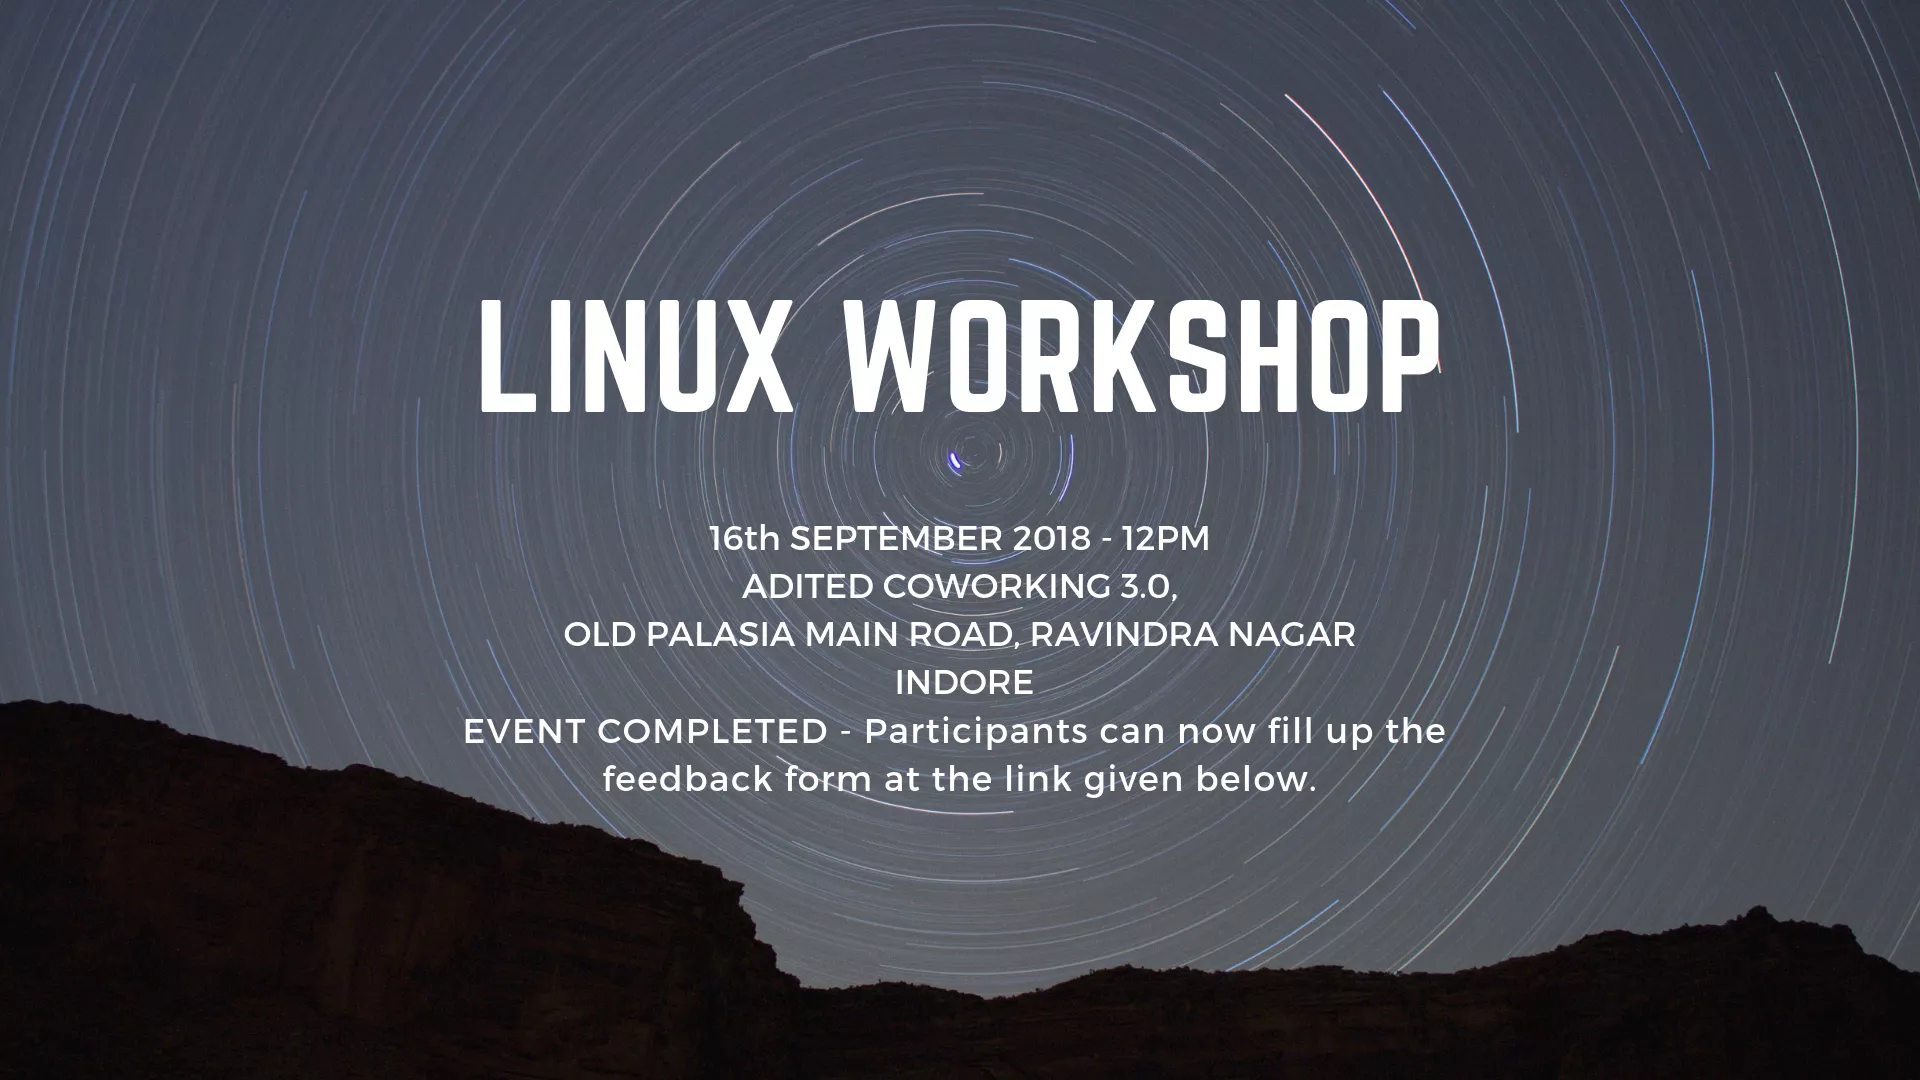 LINUX WORKSHOP
16th SEPTEMBER 2018 - 12PM
ADITED COWORKING 3.0,
OLD PALASIA MAIN ROAD, RAVINDRA NAGAR
INDORE
EVENT COMPLETED - Participants can now fill up the
feedback form at the link given below.